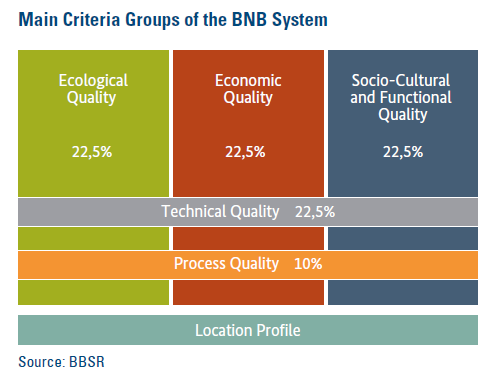 Main Criteria Groups of the BNB System
Ecological
Quality
22,5%
Economic
Quality
22,5%
Socio-Cultural
and Functional
Quality
22,5%
Technical Quality 22,5%
Process Quality 10%
Location Profile
Source: BBSR